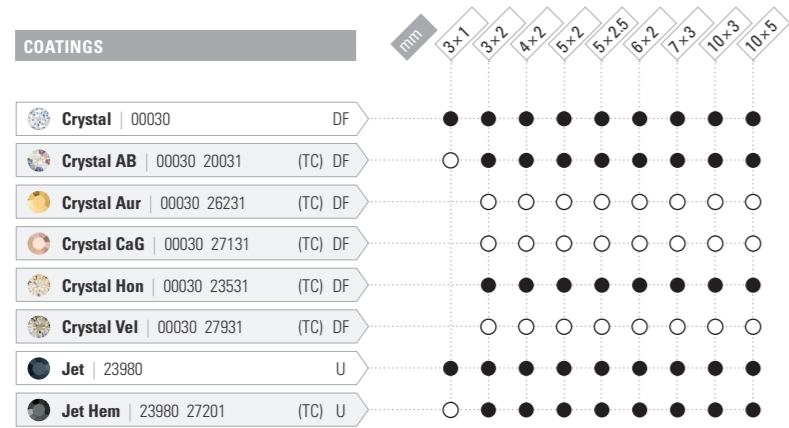 COATINGS mm 3×1 3×2 4×2 5×2 5×2.5 6×2 7×3 10×3 10×5
Crystal | 00030 DF
Crystal AB | 00030 20031 (TC) DF
Crystal Aur | 00030 26231 (TC) DF
Crystal CaG | 00030 27131 (TC) DF
Crystal Hon | 00030 23531 (TC) DF
Crystal Vel | 00030 27931 (TC) DF
Jet | 23980 U
Jet Hem | 23980 27201 (TC) U